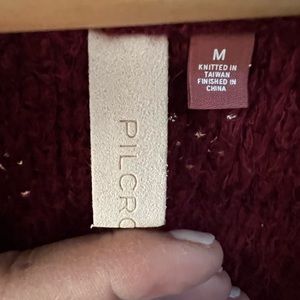 PILCRO
M
KNITTED IN
TAIWAN
FINISHED IN
CHINA